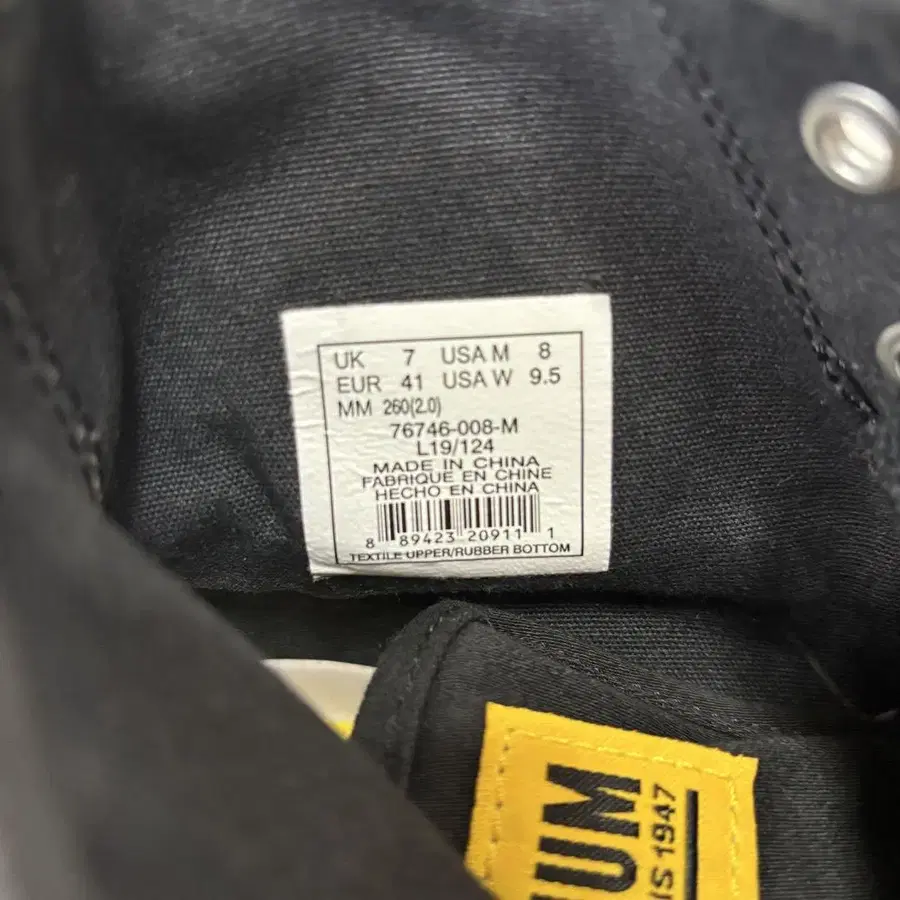 UK 7 USA M 8
EUR 41 USA W 9.5
MM 260(2.0)
76746-008-M
L19/124
MADE IN CHINA
FABRIQUE EN CHINE
HECHO EN CHINA
8 89423 20911 1
TEXTILE UPPER/RUBBER BOTTOM
IS 1947